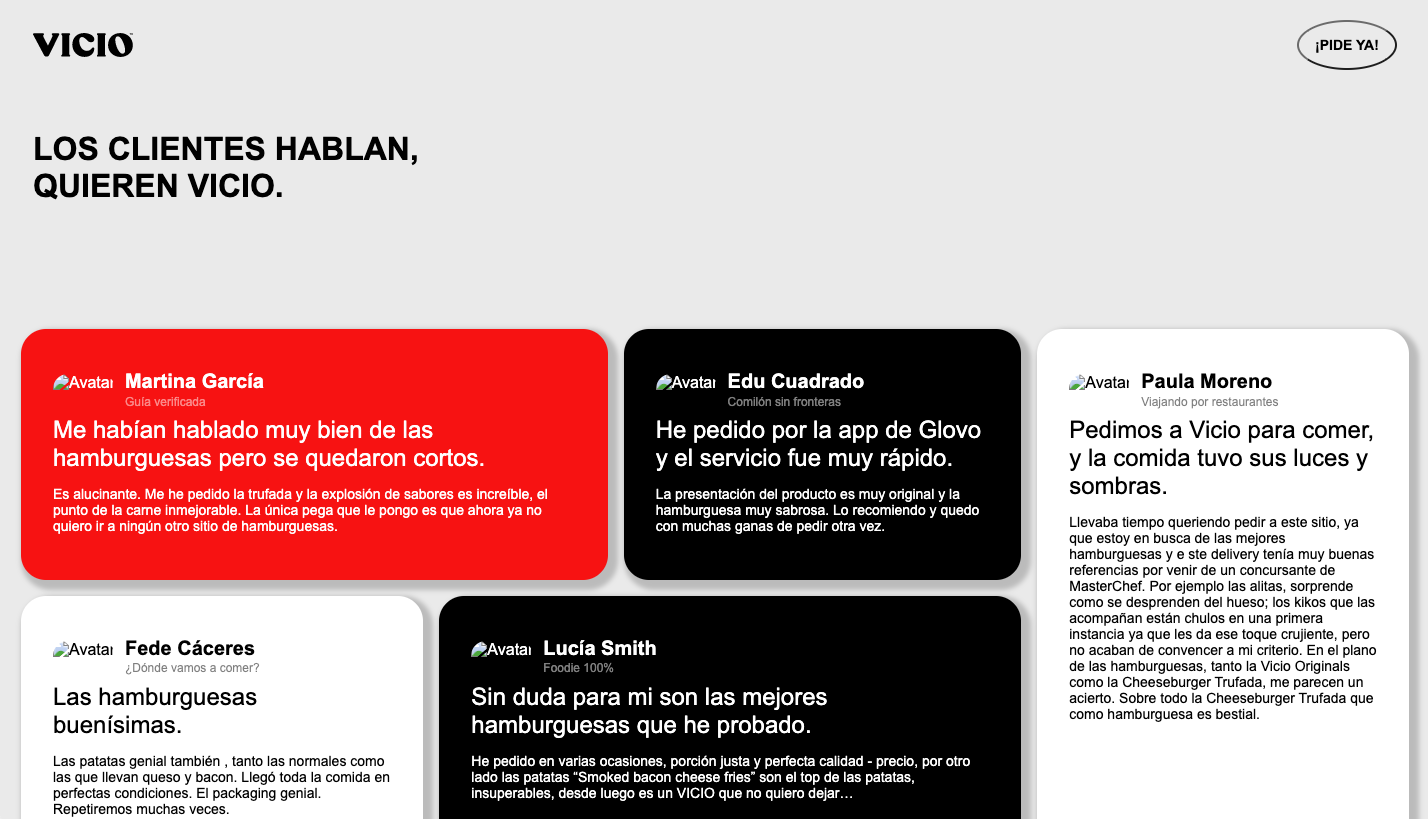 VICIO
¡PIDE YA!
LOS CLIENTES HABLAN,
QUIEREN VICIO.
Avatar
Martina García
Guía verificada
Me habían hablado muy bien de las
hamburguesas pero se quedaron cortos.
Es alucinante. Me he pedido la trufada y la explosión de sabores es increíble, el
punto de la carne inmejorable. La única pega que le pongo es que ahora ya no
quiero ir a ningún otro sitio de hamburguesas.
Avatar
Edu Cuadrado
Comilón sin fronteras
He pedido por la app de Glovo
y el servicio fue muy rápido.
La presentación del producto es muy original y la
hamburguesa muy sabrosa. Lo recomiendo y quedo
con muchas ganas de pedir otra vez.
Avatar
Paula Moreno
Viajando por restaurantes
Pedimos a Vicio para comer,
y la comida tuvo sus luces y
sombras.
Llevaba tiempo queriendo pedir a este sitio, ya
que estoy en busca de las mejores
hamburguesas y e ste delivery tenía muy buenas
referencias por venir de un concursante de
MasterChef. Por ejemplo las alitas, sorprende
como se desprenden del hueso; los kikos que las
acompañan están chulos en una primera
instancia ya que les da ese toque crujiente, pero
no acaban de convencer a mi criterio. En el plano
de las hamburguesas, tanto la Vicio Originals
como la Cheeseburger Trufada, me parecen un
acierto. Sobre todo la Cheeseburger Trufada que
como hamburguesa es bestial.
Avatar
Fede Cáceres
¿Dónde vamos a comer?
Las hamburguesas
buenísimas.
Las patatas genial también , tanto las normales como
las que llevan queso y bacon. Llegó toda la comida en
perfectas condiciones. El packaging genial.
Repetiremos muchas veces.
Avatar
Lucía Smith
Foodie 100%
Sin duda para mi son las mejores
hamburguesas que he probado.
He pedido en varias ocasiones, porción justa y perfecta calidad - precio, por otro
lado las patatas “Smoked bacon cheese fries” son el top de las patatas,
insuperables, desde luego es un VICIO que no quiero dejar…